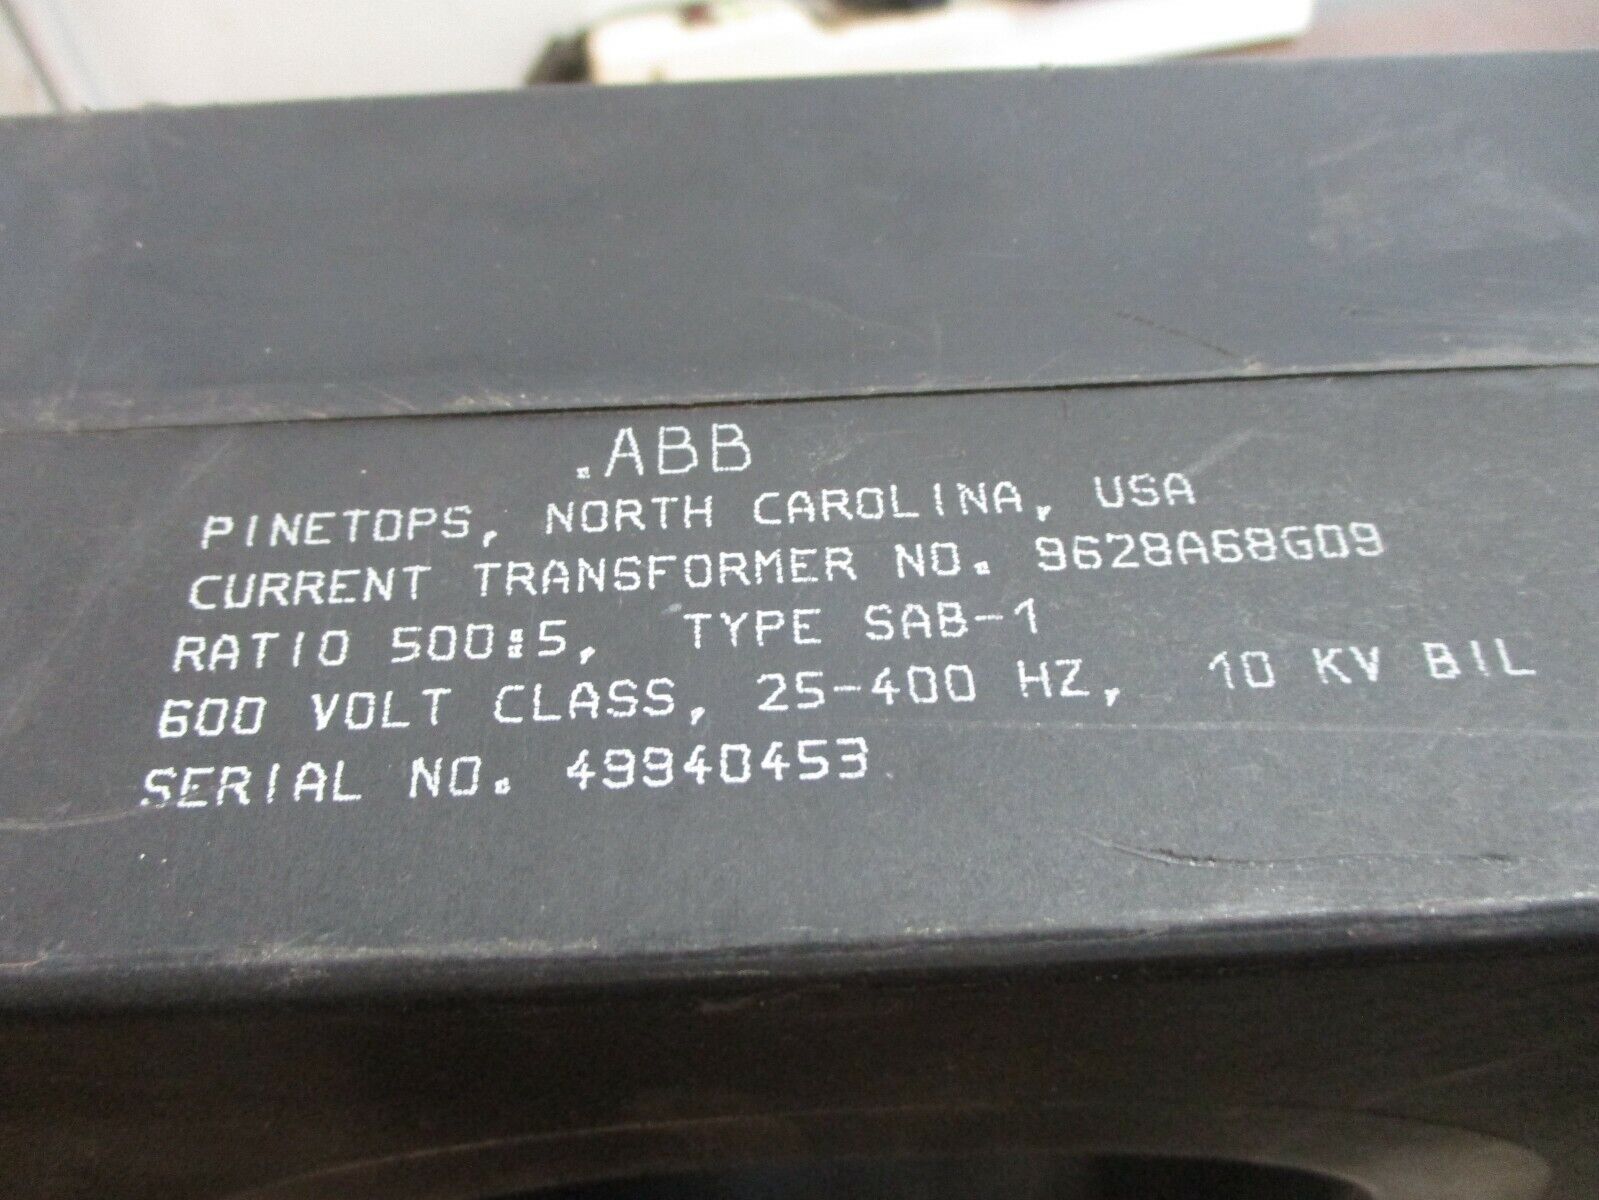 .ABB
PINETOPS, NORTH CAROLINA, USA
CURRENT TRANSFORMER NO. 9628A68G09
RATIO 500:5, TYPE SAB-1
600 VOLT CLASS, 25-400 HZ, 10 KV BIL
SERIAL NO. 49940453